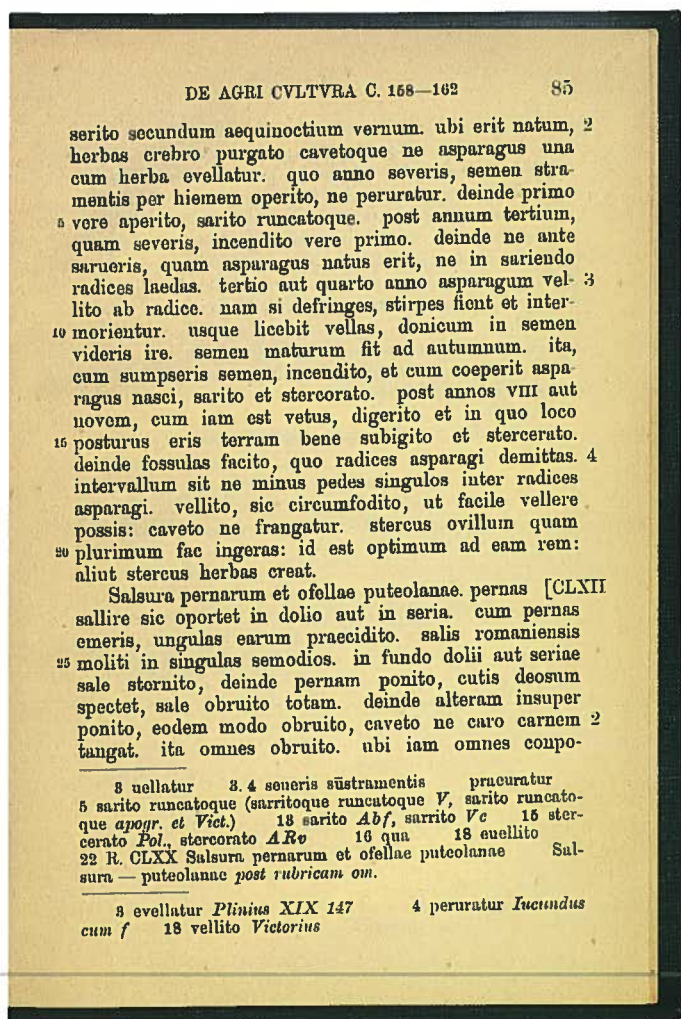 DE AGRI CVLTVRA C. 158—162 85
serito secundum aequinoctium vernum. ubi erit natum, 2
herbas crebro purgato cavetoque ne asparagus una
cum herba evellatur. quo anno severis, semen stra-
mentis per hiemem operito, ne peruratur. deinde primo
5 vere aperito, sarito runcatoque. post annum tertium,
quam severis, incendito vere primo. deinde ne ante
sarueris, quam asparagus natus erit, ne in sariendo
radices laedas. tertio aut quarto anno asparagum vel- 3
lito ab radice. nam si defringes, stirpes fient et inter-
10 morientur. usque licebit vellas, donicum in semen
videris ire. semen maturum fit ad autumnum. ita,
cum sumpseris semen, incendito, et cum coeperit aspa-
ragus nasci, sarito et stercorato. post annos VIII aut
novem, cum iam est vetus, digerito et in quo loco
15 posturus eris terram bene subigito et stercerato.
deinde fossulas facito, quo radices asparagi demittas. 4
intervallum sit ne minus pedes singulos inter radices
asparagi. vellito, sic circumfodito, ut facile vellere
possis: caveto ne frangatur. stercus ovillum quam
20 plurimum fac ingeras: id est optimum ad eam rem:
aliut stercus herbas creat.
Salsura pernarum et ofellae puteolanae. pernas [CLXII
sallire sic oportet in dolio aut in seria. cum pernas
emeris, ungulas earum praecidito. salis romaniensis
25 moliti in singulas semodios. in fundo dolii aut seriae
sale sternito, deinde pernam ponito, cutis deosum
spectet, sale obruito totam. deinde alteram insuper
ponito, eodem modo obruito, caveto ne caro carnem 2
tangat. ita omnes obruito. ubi iam omnes conpo-
3 uellatur 3. 4 seueris sūstramentis praecuratur
5 sarito runcatoque (sarritoque runcatoque V, sarito runcato-
que apogr. et Vict.) 13 sarito Abf, sarrito Vc 15 ster-
cerato Pol., stercorato ARv 16 qua 18 euellito
22 R. CLXX Salsura pernarum et ofellae puteolanae Sal-
sura — puteolanae post rubricam om.
3 evellatur Plinius XIX 147 4 peruratur Iucundus
cum f 18 vellito Victorius